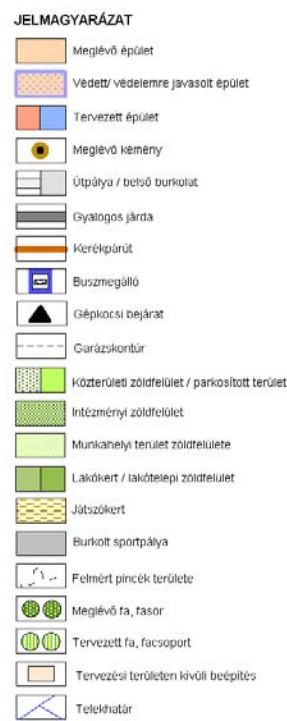 JELMAGYARÁZAT
Meglévő épület
Védett/ védelemre javasolt épület
Tervezett épület
Meglévő kémény
Útpálya / belső burkolat
Gyalogos járda
Kerékpárút
Buszmegálló
Gépkocsi bejárat
Garázskontúr
Közterületi zöldfelület / parkosított terület
Intézményi zöldfelület
Munkahelyi terület zöldfelülete
Lakókert / lakótelepi zöldfelület
Játszókert
Burkolt sportpálya
Felmért pincék területe
Meglévő fa, fasor
Tervezett fa, facsoport
Tervezési területen kívüli beépítés
Telekhatár